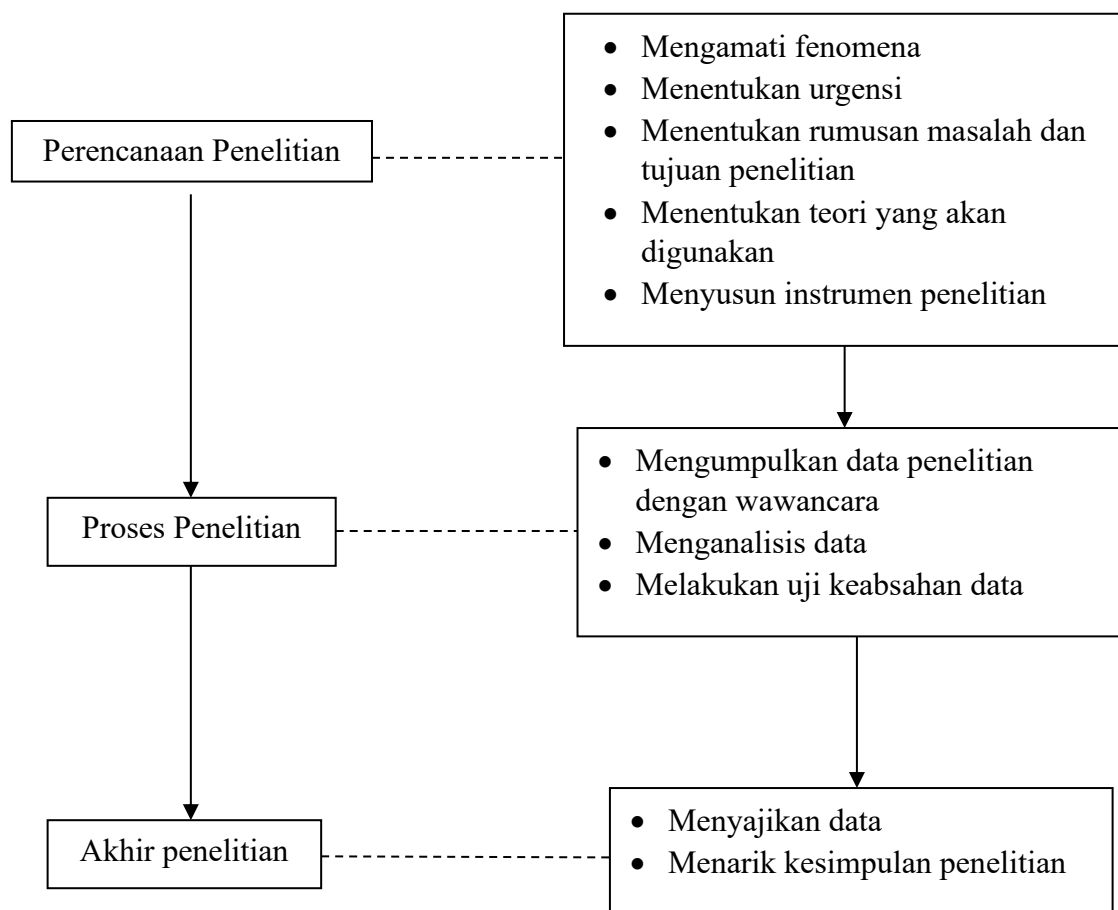 Perencanaan Penelitian
• Mengamati fenomena
• Menentukan urgensi
• Menentukan rumusan masalah dan
tujuan penelitian
• Menentukan teori yang akan
digunakan
• Menyusun instrumen penelitian
Proses Penelitian
• Mengumpulkan data penelitian
dengan wawancara
• Menganalisis data
• Melakukan uji keabsahan data
Akhir penelitian
• Menyajikan data
• Menarik kesimpulan penelitian